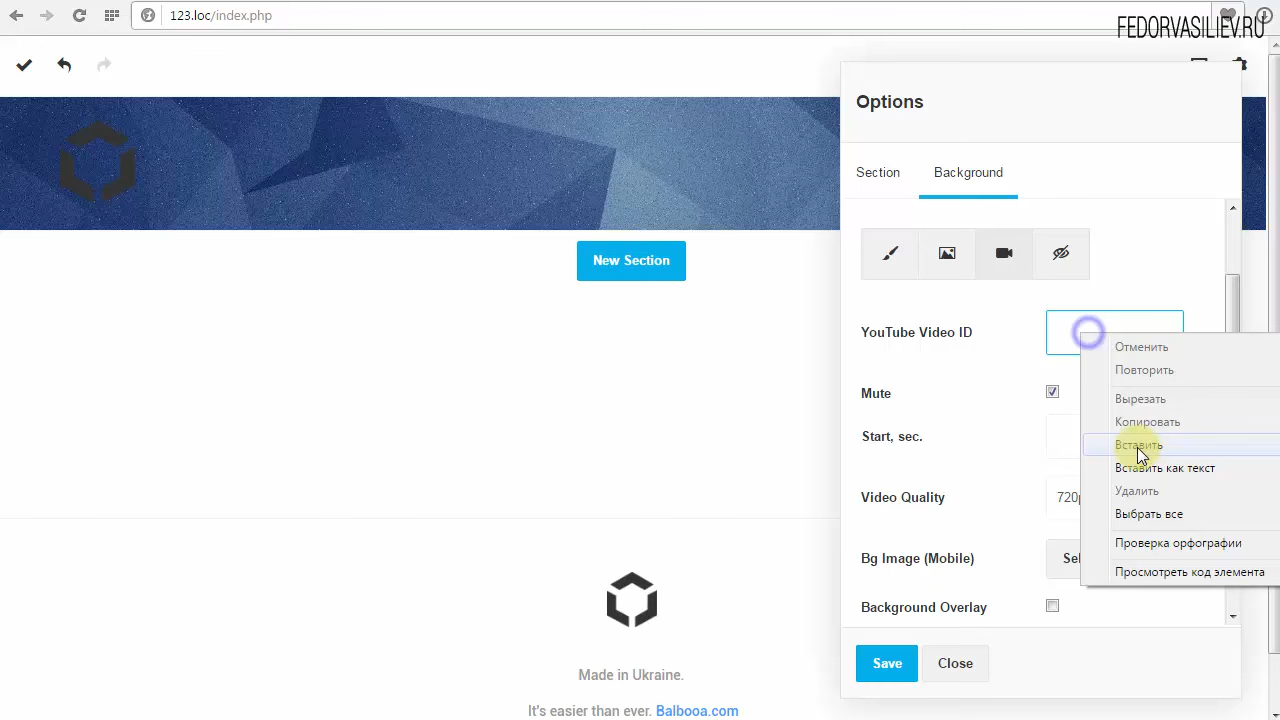 123.loc/index.php
FEDORVASILIEV.RU
Options
Section
Background
New Section
YouTube Video ID
Отменить
Повторить
Mute
Вырезать
Копировать
Start, sec.
Вставить
Вставить как текст
Удалить
Video Quality
720p
Выбрать все
Проверка орфографии
Bg Image (Mobile)
Sel
Просмотреть код элемента
Background Overlay
Save
Close
Made in Ukraine.
It's easier than ever. Balbooa.com